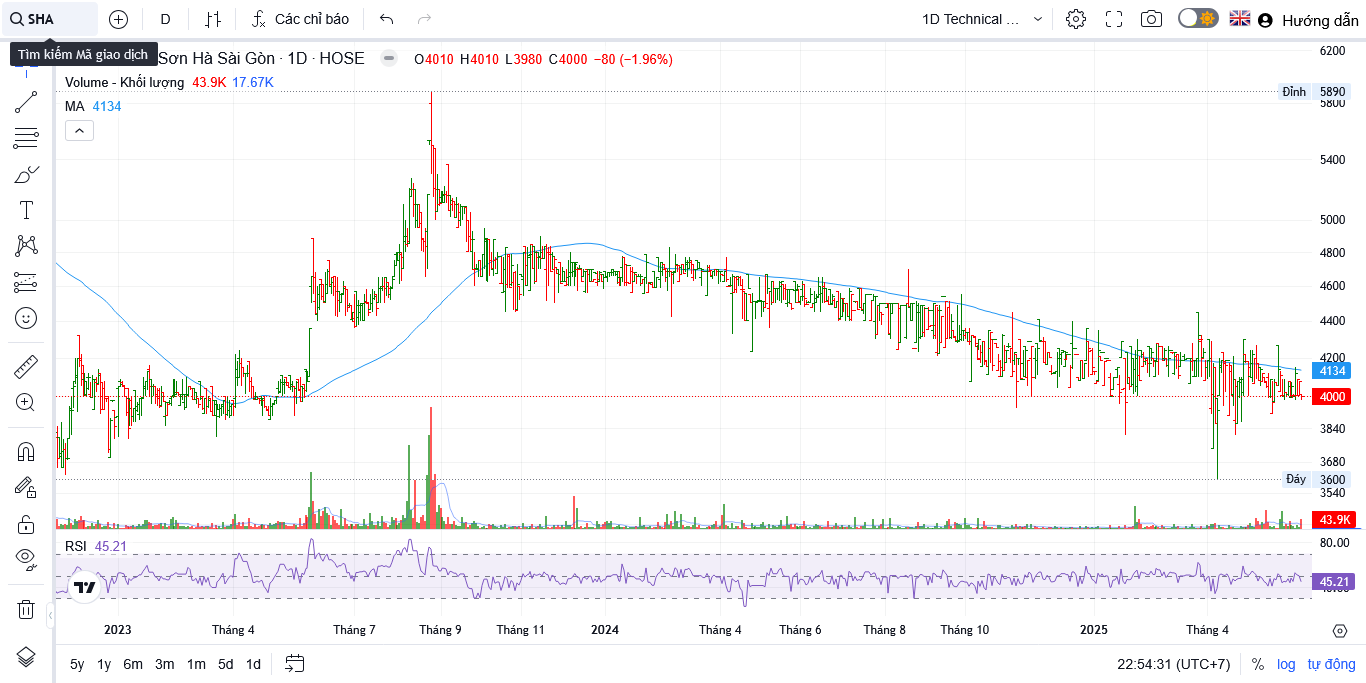 SHA
D
Các chỉ báo
1D Technical ...
Hướng dẫn
Tìm kiếm Mã giao dịch
Sơn Hà Sài Gòn · 1D · HOSE
O4010 H4010 L3980 C4000 −80 (−1.96%)
Volume - Khối lượng 43.9K 17.67K
MA 4134
6200
Đỉnh 5890
5800
5400
5000
4800
4600
4400
4200
4134
4000
3840
3680
Đáy 3600
3540
43.9K
RSI 45.21
80.00
45.21
2023 Tháng 4 Tháng 7 Tháng 9 Tháng 11 2024 Tháng 4 Tháng 6 Tháng 8 Tháng 10 2025 Tháng 4
5y 1y 6m 3m 1m 5d 1d
22:54:31 (UTC+7) % log tự động